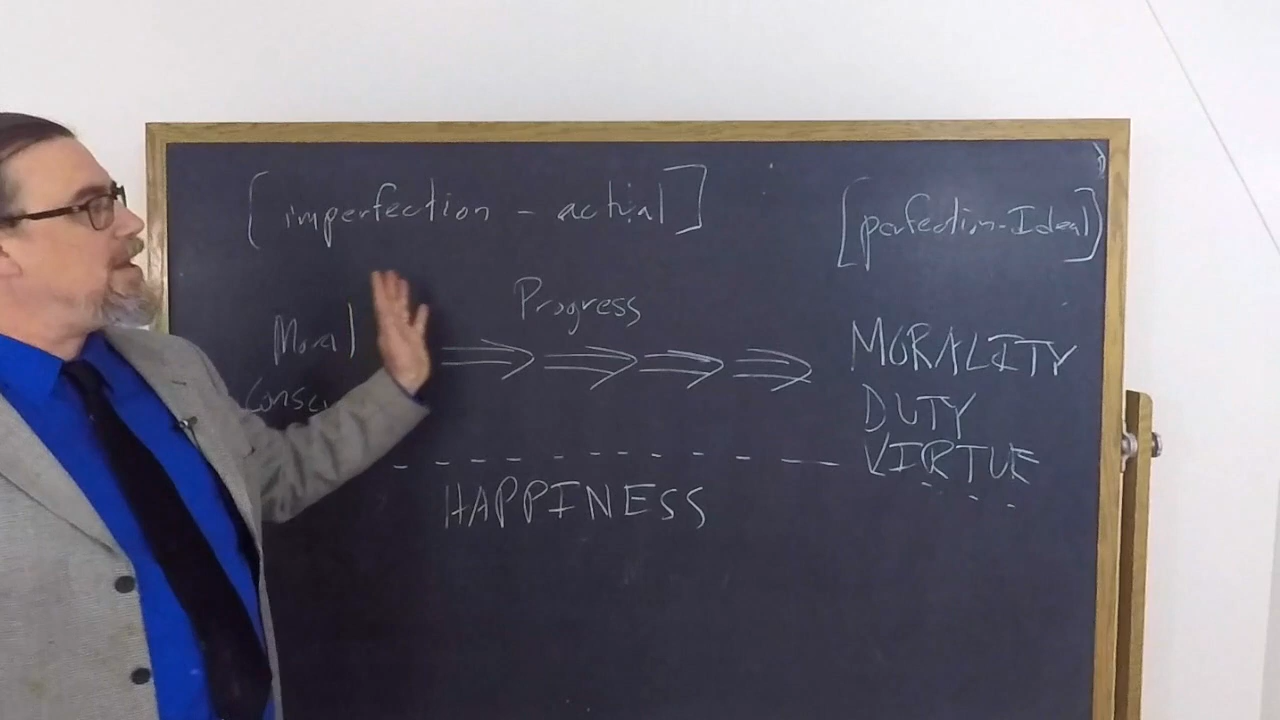 [imperfection - actual]
[perfection-Ideal]
Progress
Moral
MORALITY
DUTY
VIRTUE
HAPPINESS